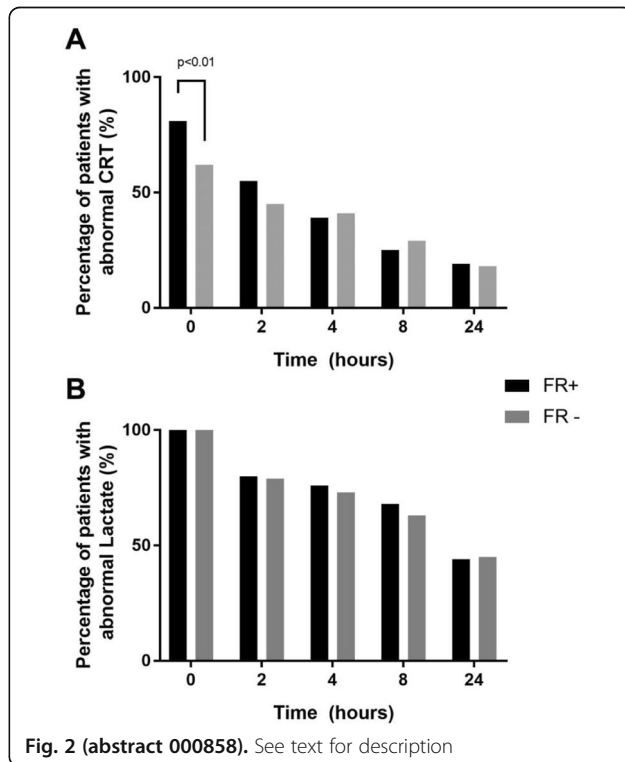 A
p<0.01
Percentage of patients with
abnormal CRT (%)
100
50
0
0 2 4 8 24
Time (hours)
FR+
FR -
B
Percentage of patients with
abnormal Lactate (%)
100
50
0
0 2 4 8 24
Time (hours)
Fig. 2 (abstract 000858). See text for description